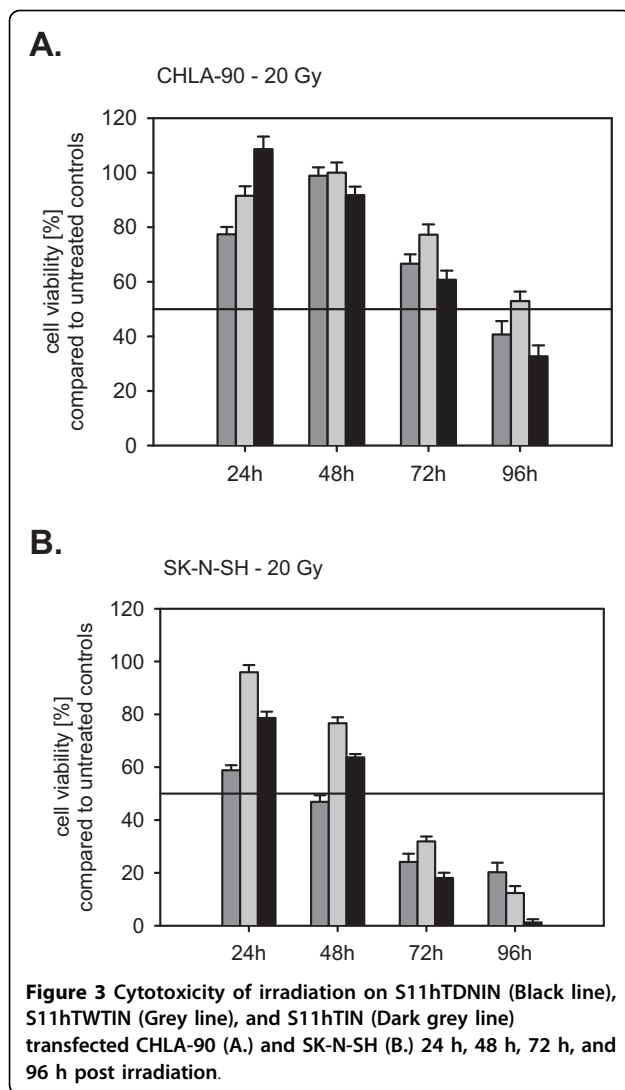 A.
CHLA-90 - 20 Gy
cell viability [%]
compared to untreated controls
120
100
80
60
40
20
0
24h 48h 72h 96h
B.
SK-N-SH - 20 Gy
cell viability [%]
compared to untreated controls
120
100
80
60
40
20
0
24h 48h 72h 96h
Figure 3 Cytotoxicity of irradiation on S11hTDNIN (Black line),
S11hTWTIN (Grey line), and S11hTIN (Dark grey line)
transfected CHLA-90 (A.) and SK-N-SH (B.) 24 h, 48 h, 72 h, and
96 h post irradiation.